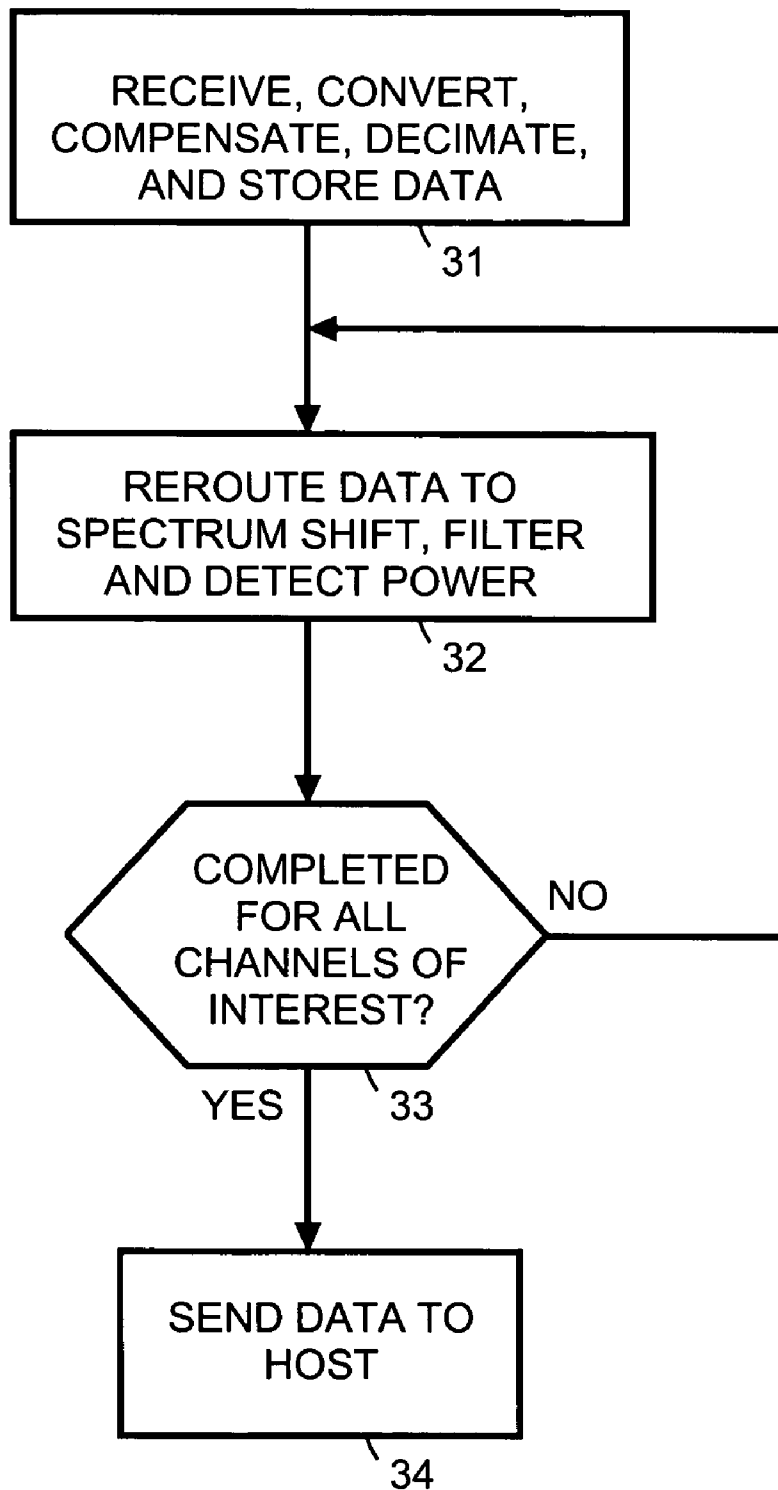 RECEIVE, CONVERT,
COMPENSATE, DECIMATE,
AND STORE DATA
31
REROUTE DATA TO
SPECTRUM SHIFT, FILTER
AND DETECT POWER
32
COMPLETED
FOR ALL
CHANNELS OF
INTEREST?
NO
YES
33
SEND DATA TO
HOST
34